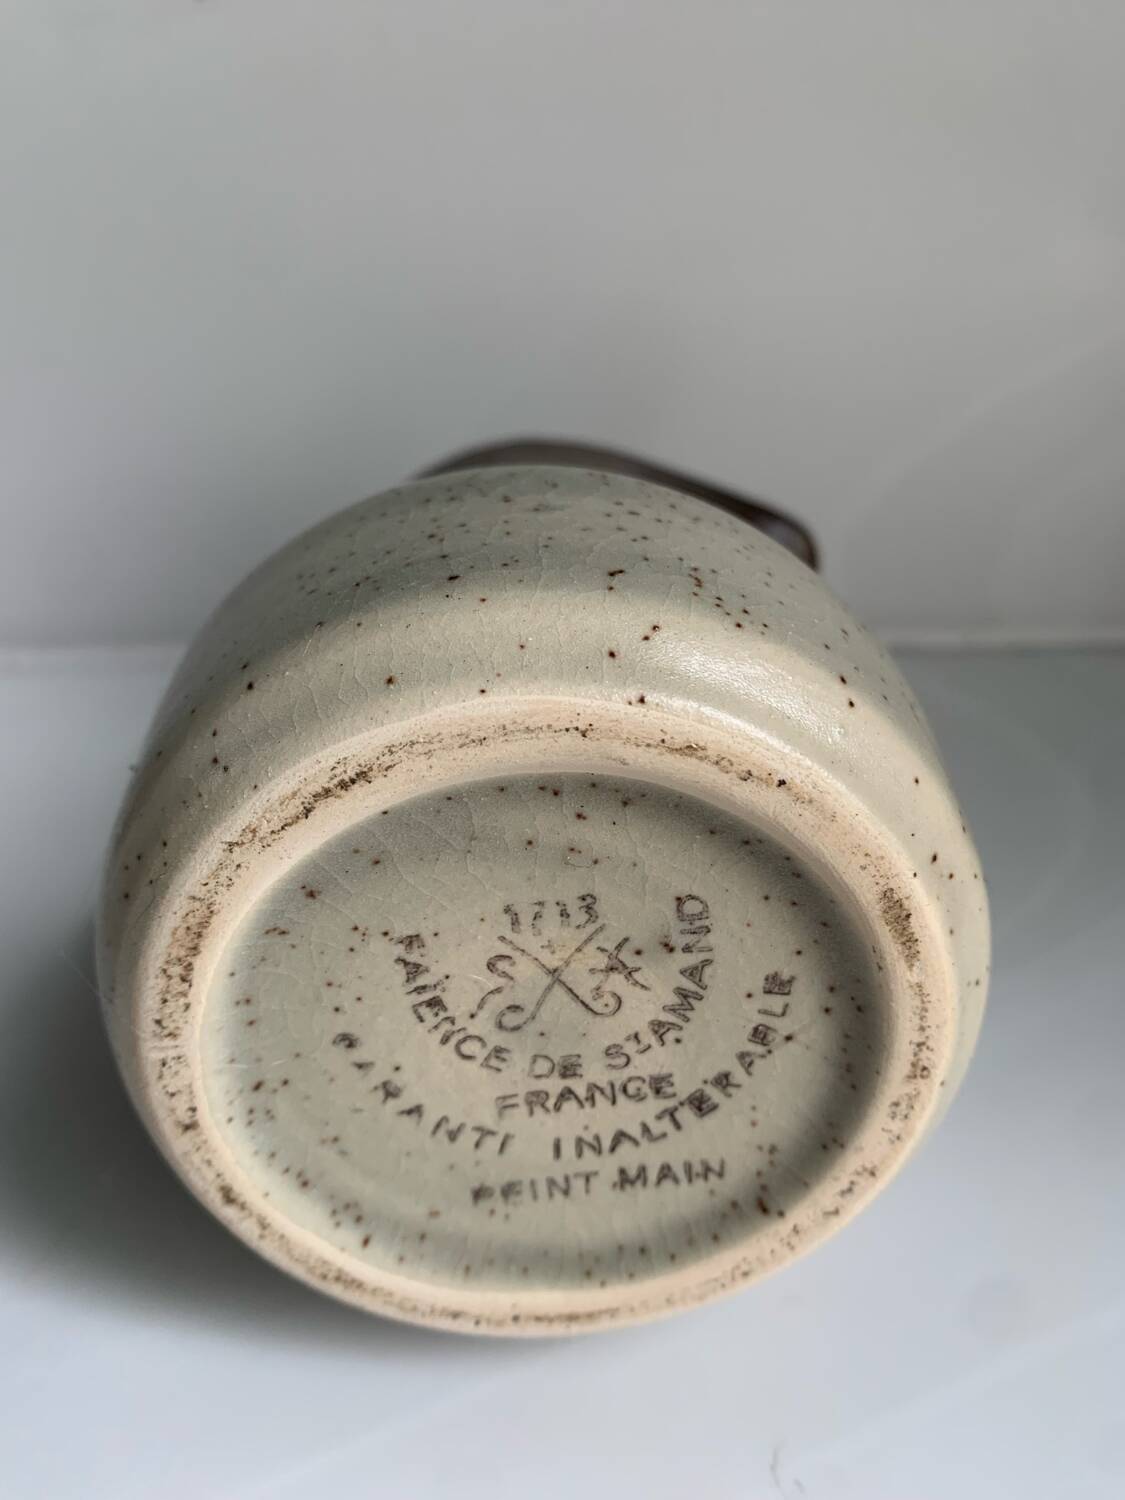 1713
FAÏENCE DE ST AMAND
FRANCE
GARANTI INALTERABLE
PEINT MAIN